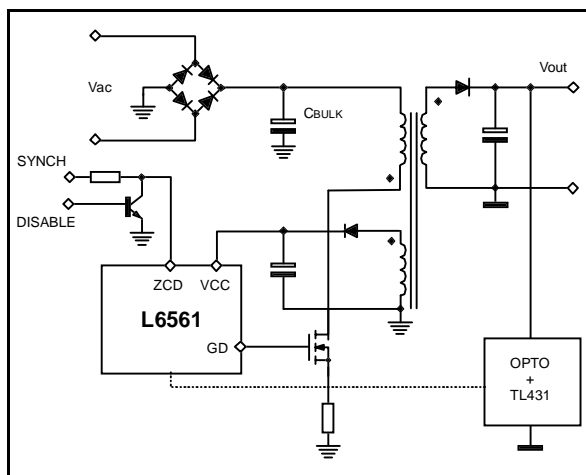 Vac
CBULK
Vout
SYNCH
DISABLE
ZCD
VCC
L6561
GD
OPTO
+
TL431